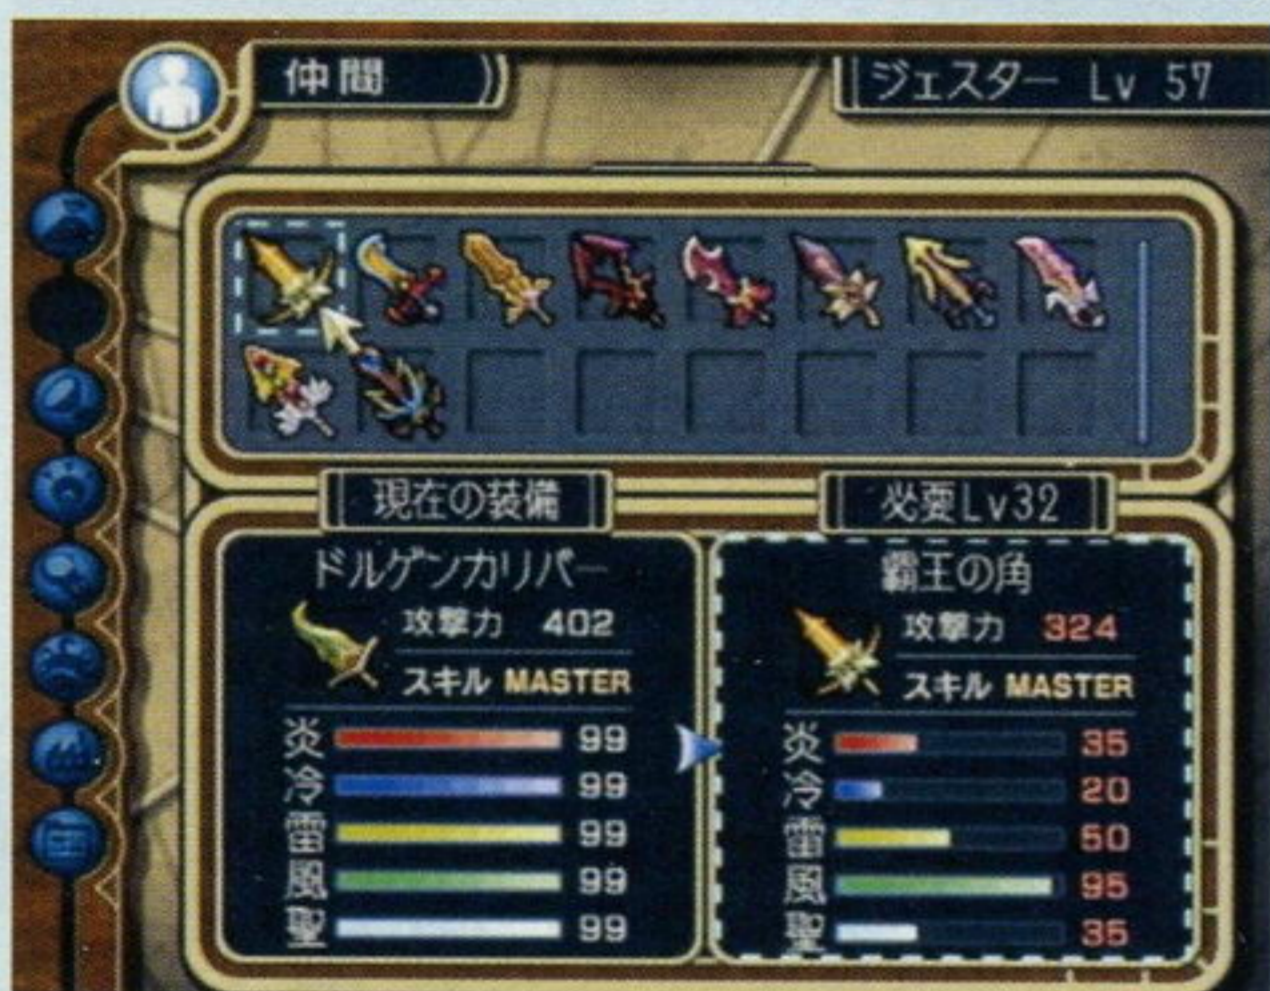 仲間
ジェスター Lv 57
現在の装備
ドルゲンカリバー
攻撃力 402
スキル MASTER
炎 99
冷 99
雷 99
風 99
聖 99
必要Lv32
覇王の角
攻撃力 324
スキル MASTER
炎 35
冷 20
雷 50
風 95
聖 35